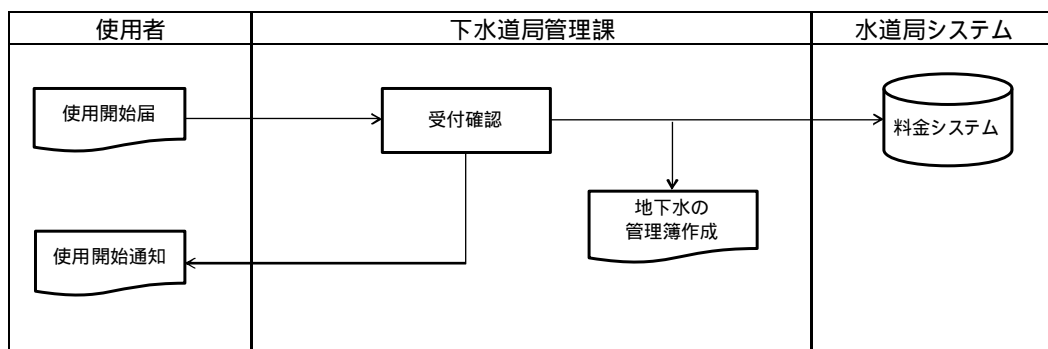 使用者
下水道局管理課
水道局システム
使用開始届
受付確認
料金システム
地下水の
管理簿作成
使用開始通知